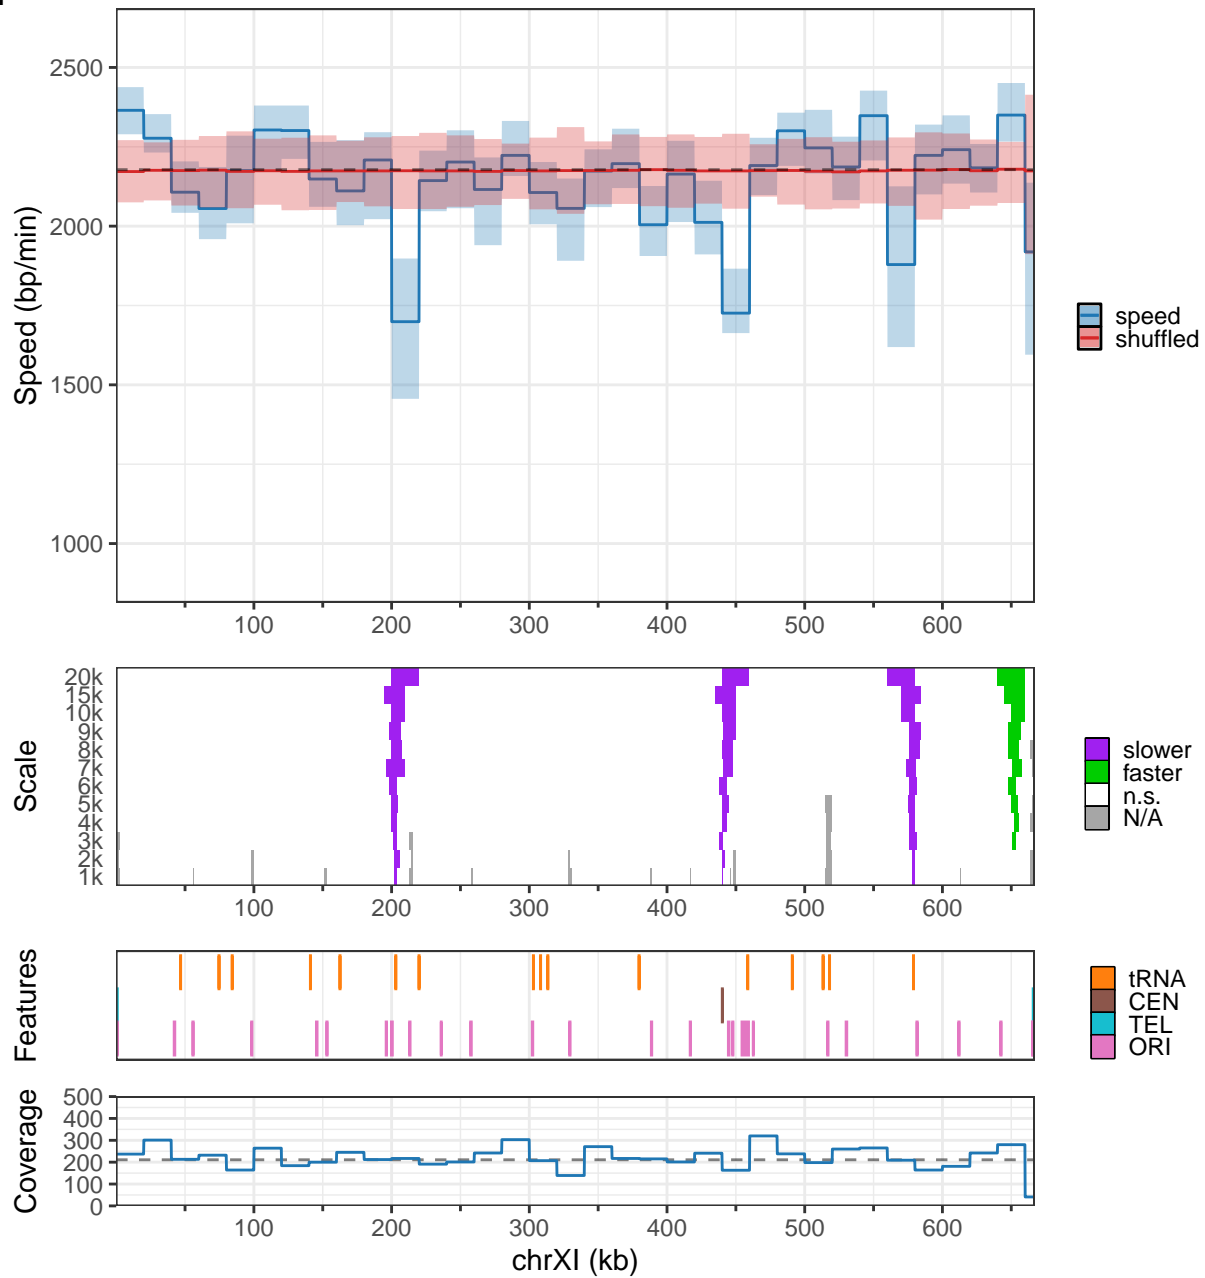 2500
2000
1500
1000
Speed (bp/min)
100 200 300 400 500 600
speed
shuffled
20k
15k
10k
9k
8k
7k
6k
5k
4k
3k
2k
1k
Scale
100 200 300 400 500 600
slower
faster
n.s.
N/A
Features
tRNA
CEN
TEL
ORI
500
400
300
200
100
0
Coverage
100 200 300 400 500 600
chrXI (kb)